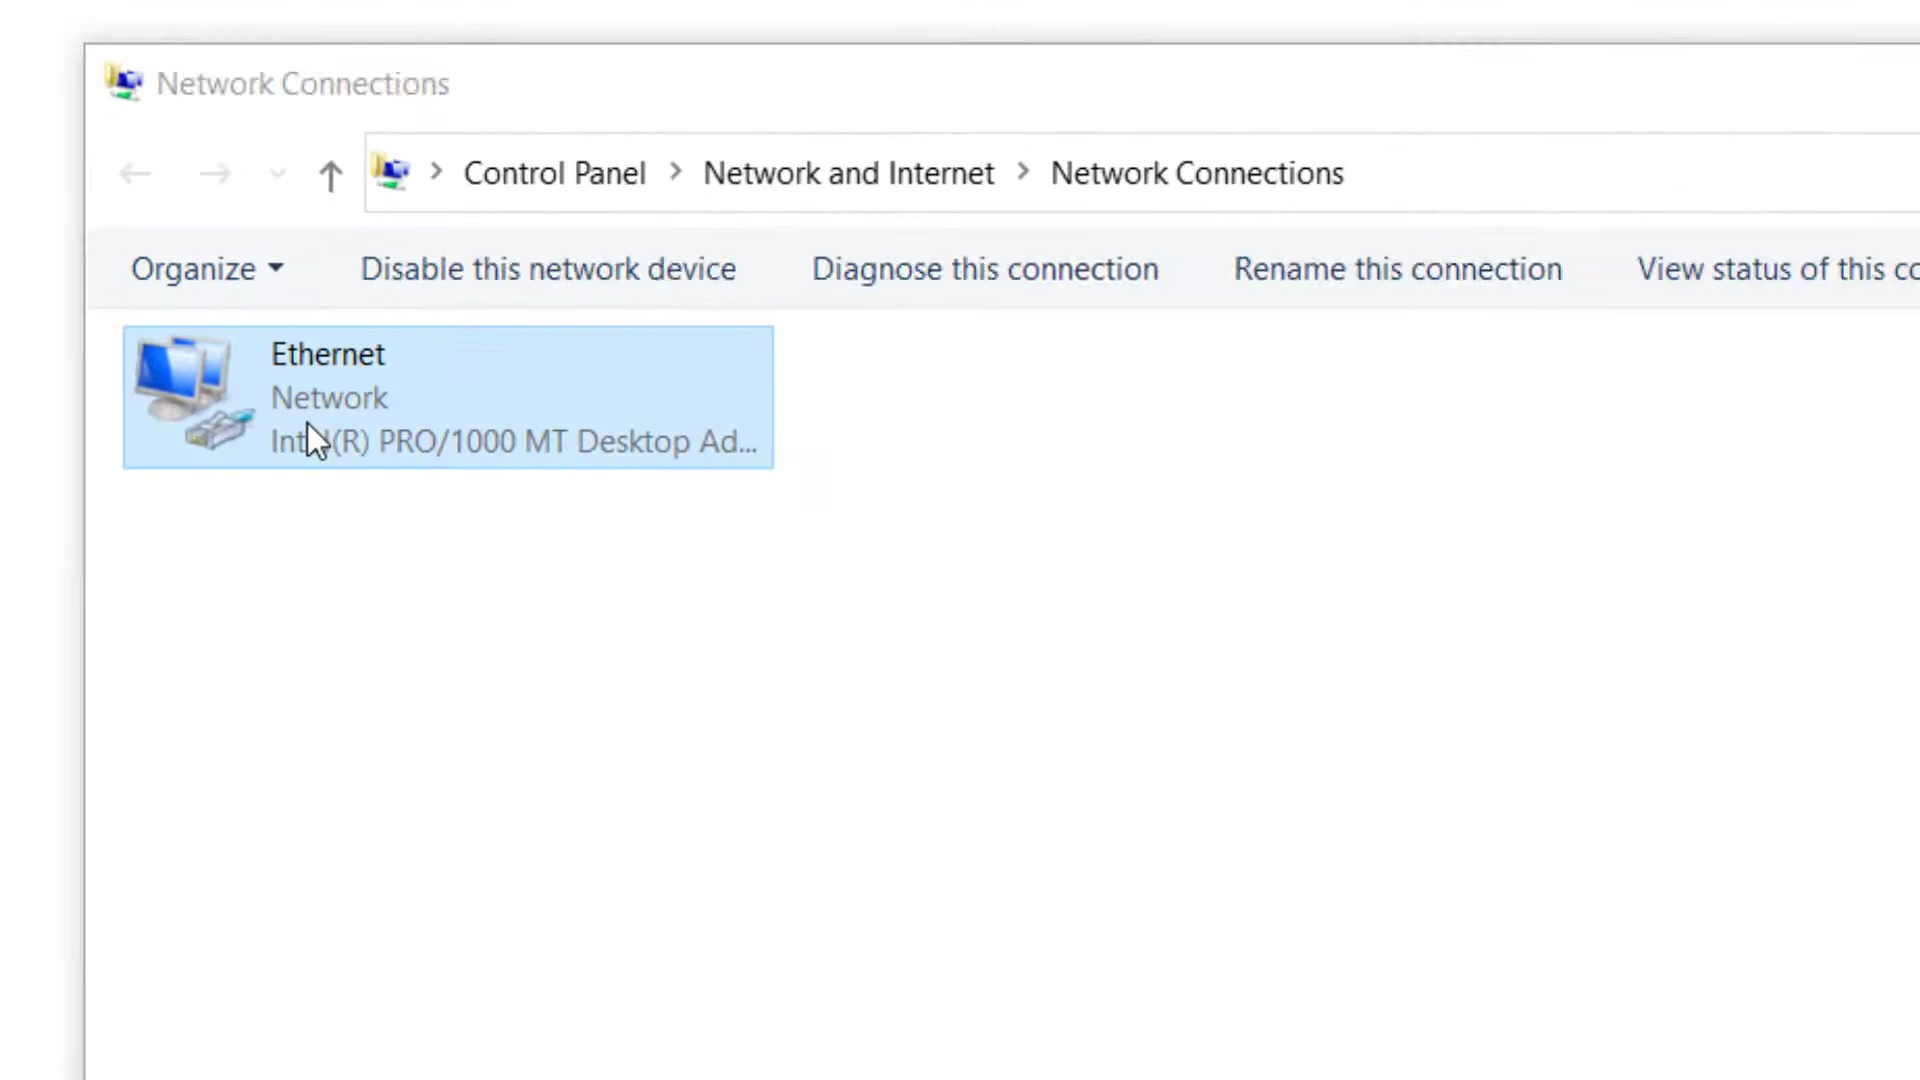 Network Connections
Control Panel > Network and Internet > Network Connections
Organize Disable this network device Diagnose this connection Rename this connection View status of this
Ethernet
Network
Intel(R) PRO/1000 MT Desktop Ad...